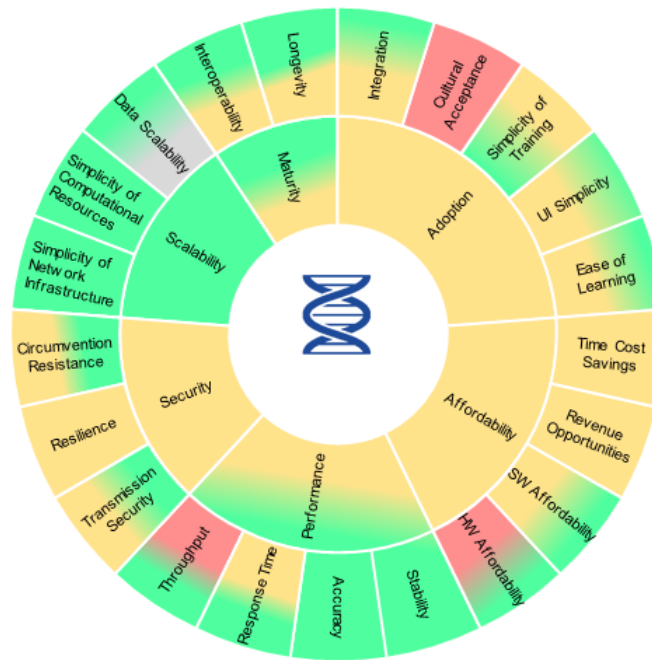 Integration
Cultural
Acceptance
Simplicity of
Training
UI Simplicity
Ease of
Learning
Time Cost
Savings
Revenue
Opportunities
SW Affordability
HW Affordability
Stability
Accuracy
Response Time
Throughput
Transmission
Security
Resilience
Circumvention
Resistance
Simplicity of
Network
Infrastructure
Simplicity of
Computational
Resources
Data Scalability
Interoperability
Longevity
Adoption
Affordability
Performance
Security
Scalability
Maturity